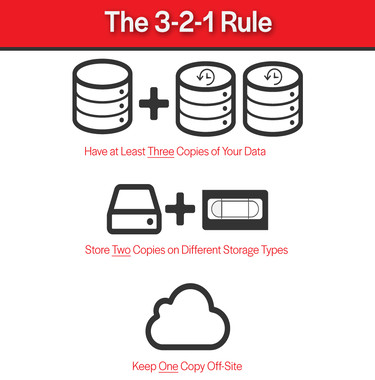 The 3-2-1 Rule
Have at Least Three Copies of Your Data
Store Two Copies on Different Storage Types
Keep One Copy Off-Site